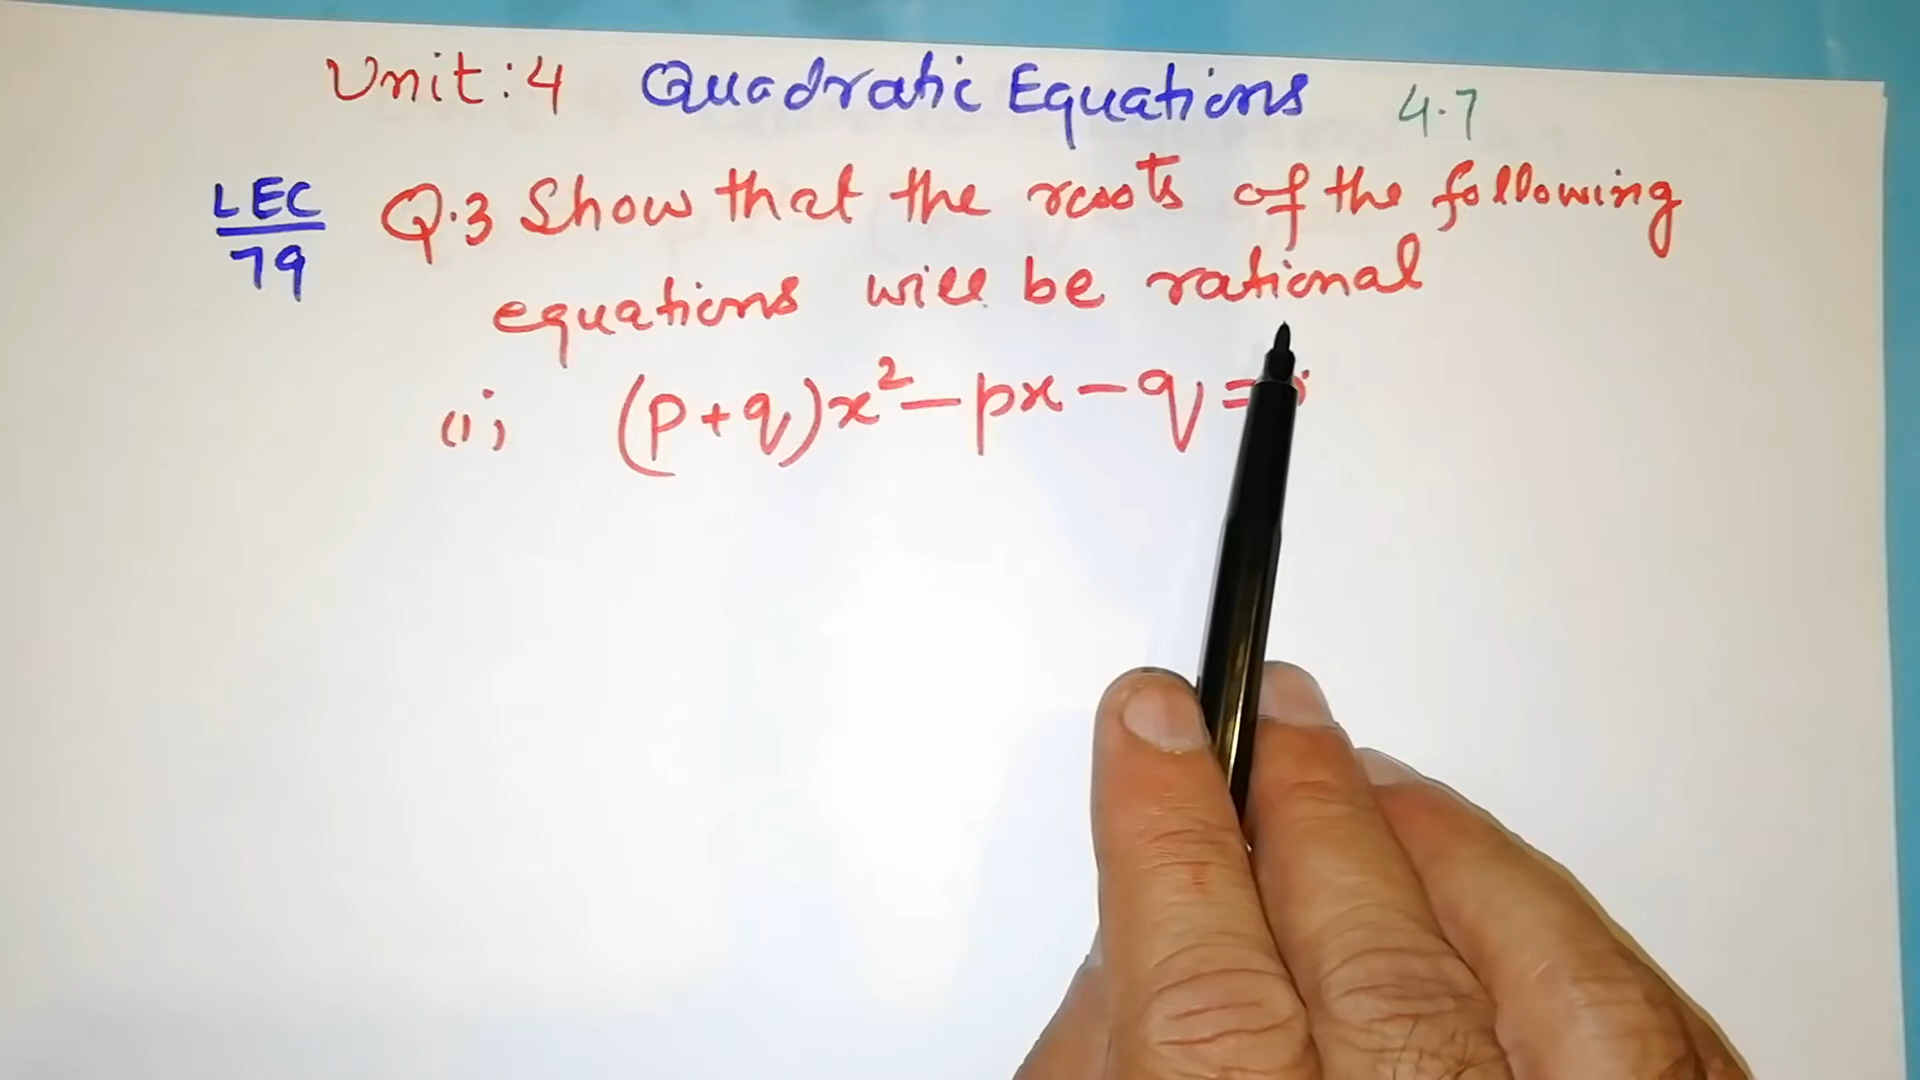 Unit:4 Quadratic Equations 4.7
LEC
79
Q.3 Show that the roots of the following
equations will be rational
(i) (p+q)x²-px-q=